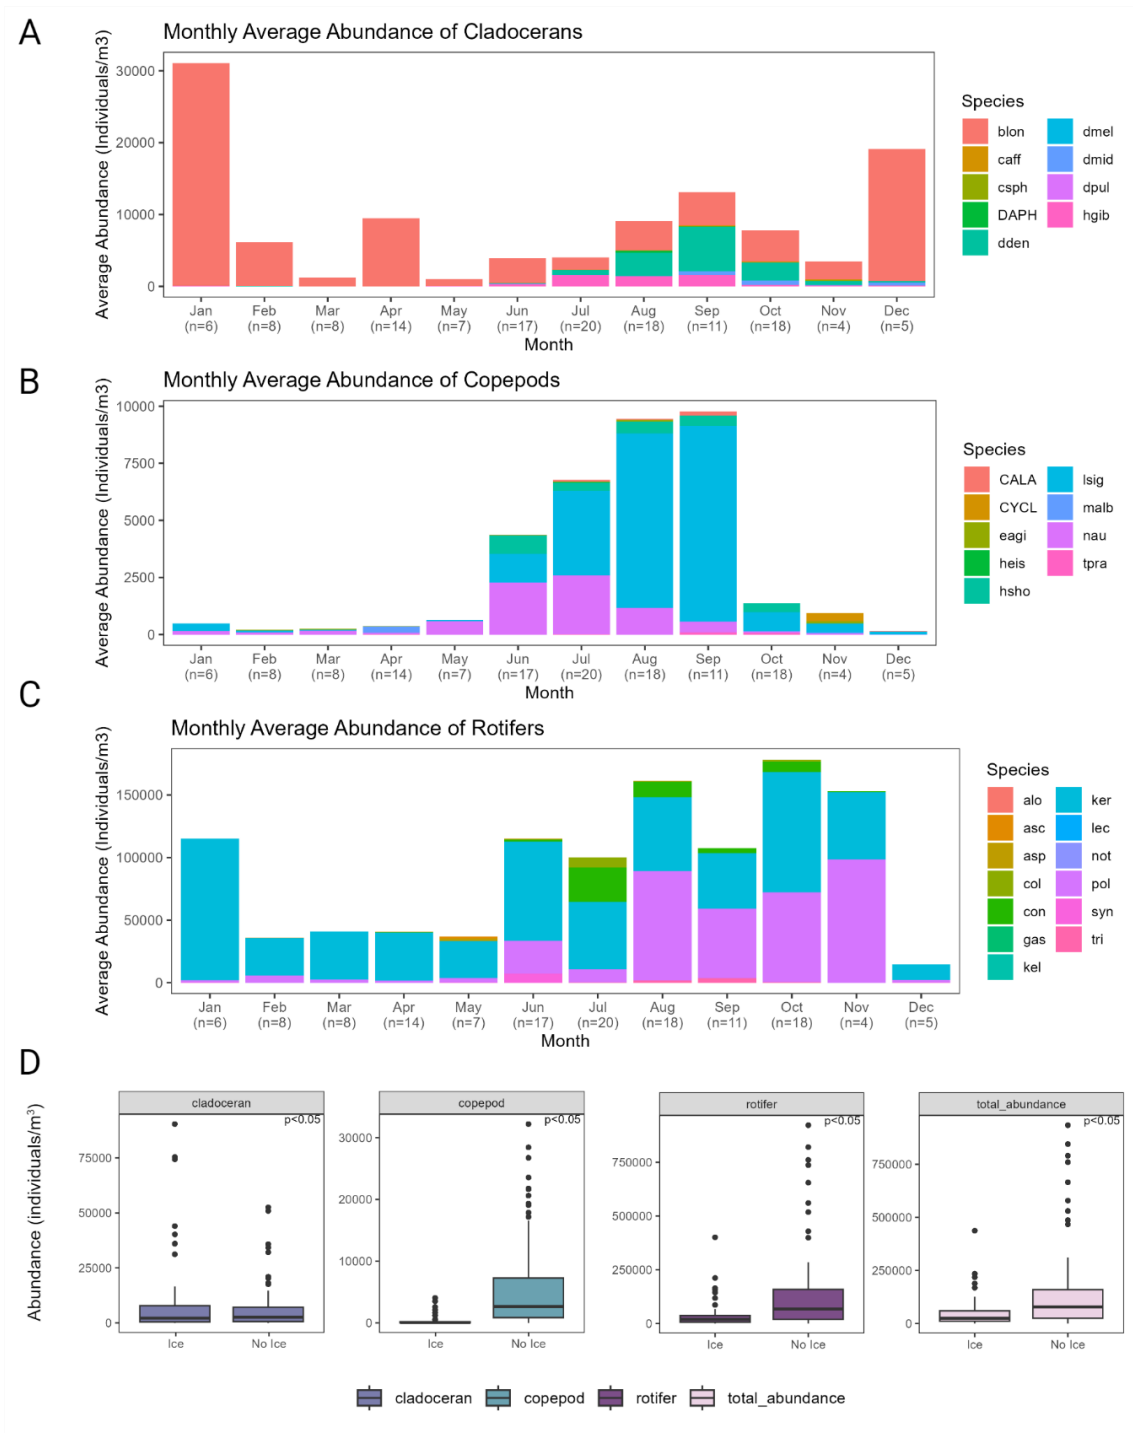 A
Monthly Average Abundance of Cladocerans
Average Abundance (Individuals/m3)
30000
20000
10000
0
Jan Feb Mar Apr May Jun Jul Aug Sep Oct Nov Dec
(n=6) (n=8) (n=8) (n=14) (n=7) (n=17) (n=20) (n=18) (n=11) (n=18) (n=4) (n=5)
Month
Species
blon dmel
caff dmid
csph dpul
DAPH hgib
dden
B
Monthly Average Abundance of Copepods
Average Abundance (Individuals/m3)
10000
7500
5000
2500
0
Jan Feb Mar Apr May Jun Jul Aug Sep Oct Nov Dec
(n=6) (n=8) (n=8) (n=14) (n=7) (n=17) (n=20) (n=18) (n=11) (n=18) (n=4) (n=5)
Month
Species
CALA lsig
CYCL malb
eagi nau
heis tpra
hsho
C
Monthly Average Abundance of Rotifers
Average Abundance (Individuals/m3)
150000
100000
50000
0
Jan Feb Mar Apr May Jun Jul Aug Sep Oct Nov Dec
(n=6) (n=8) (n=8) (n=14) (n=7) (n=17) (n=20) (n=18) (n=11) (n=18) (n=4) (n=5)
Month
Species
alo ker
asc lec
asp not
col pol
con syn
gas tri
kel
D
Abundance (individuals/m³)
cladoceran
p<0.05
75000
50000
25000
0
Ice No Ice
copepod
p<0.05
30000
20000
10000
0
Ice No Ice
rotifer
p<0.05
750000
500000
250000
0
Ice No Ice
total_abundance
p<0.05
750000
500000
250000
0
Ice No Ice
cladoceran copepod rotifer total_abundance